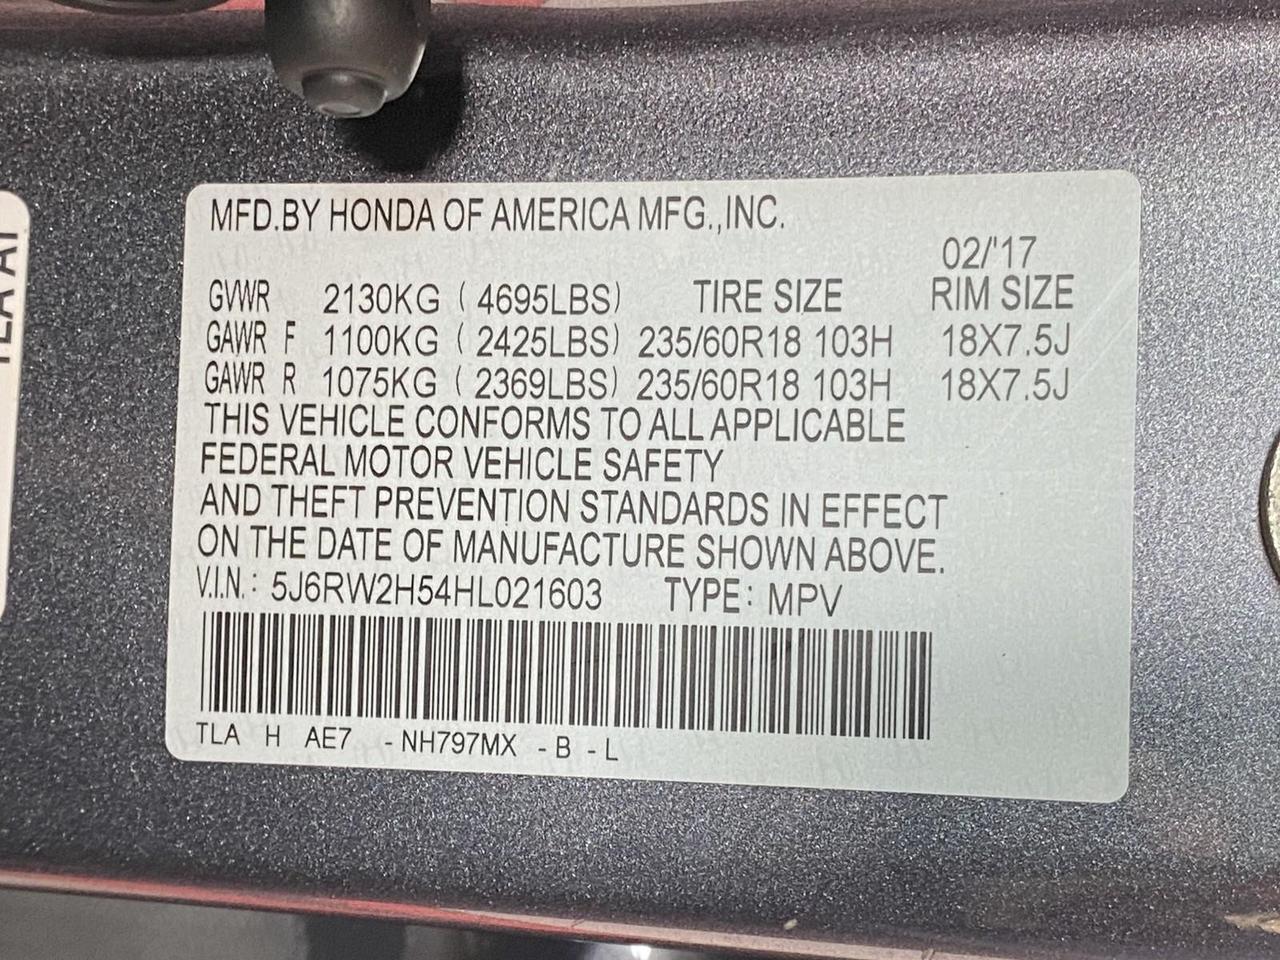 MFD.BY HONDA OF AMERICA MFG.,INC.
02/'17
GVWR 2130KG ( 4695LBS) TIRE SIZE RIM SIZE
GAWR F 1100KG ( 2425LBS) 235/60R18 103H 18X7.5J
GAWR R 1075KG ( 2369LBS) 235/60R18 103H 18X7.5J
THIS VEHICLE CONFORMS TO ALL APPLICABLE
FEDERAL MOTOR VEHICLE SAFETY
AND THEFT PREVENTION STANDARDS IN EFFECT
ON THE DATE OF MANUFACTURE SHOWN ABOVE.
V.I.N.: 5J6RW2H54HL021603 TYPE: MPV
TLA H AE7 -NH797MX -B -L